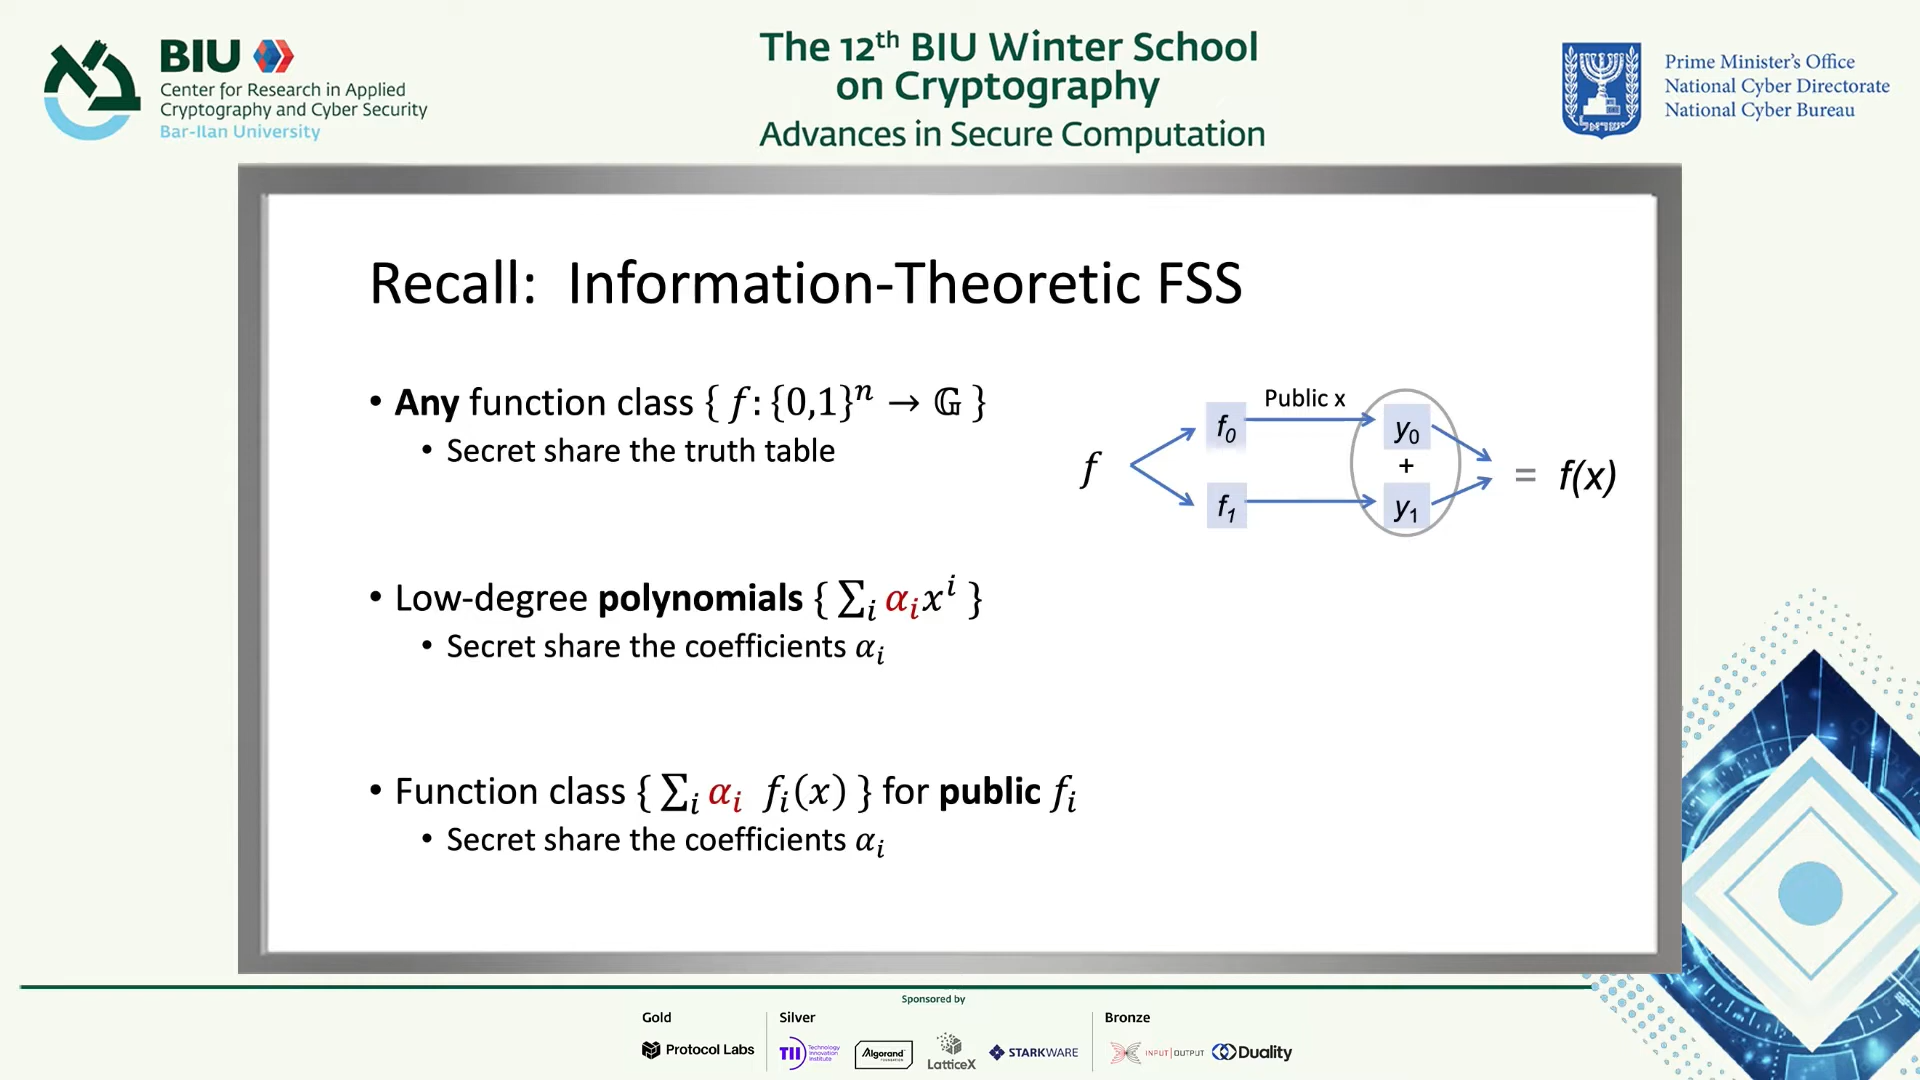 BIU
Center for Research in Applied
Cryptography and Cyber Security
Bar-Ilan University
The 12th BIU Winter School
on Cryptography
Advances in Secure Computation
Prime Minister's Office
National Cyber Directorate
National Cyber Bureau
ישראל
Recall: Information-Theoretic FSS
• Any function class { f: {0,1}ⁿ → 𝔾 }
• Secret share the truth table
f
f₀
f₁
Public x
y₀
+
y₁
= f(x)
• Low-degree polynomials { ∑ᵢ αᵢxⁱ }
• Secret share the coefficients αᵢ
• Function class { ∑ᵢ αᵢ fᵢ(x) } for public fᵢ
• Secret share the coefficients αᵢ
Sponsored by
Gold
Protocol Labs
Silver
TII Technology Innovation Institute
Algorand
FOUNDATION
LatticeX
STARKWARE
Bronze
INPUT | OUTPUT
Duality